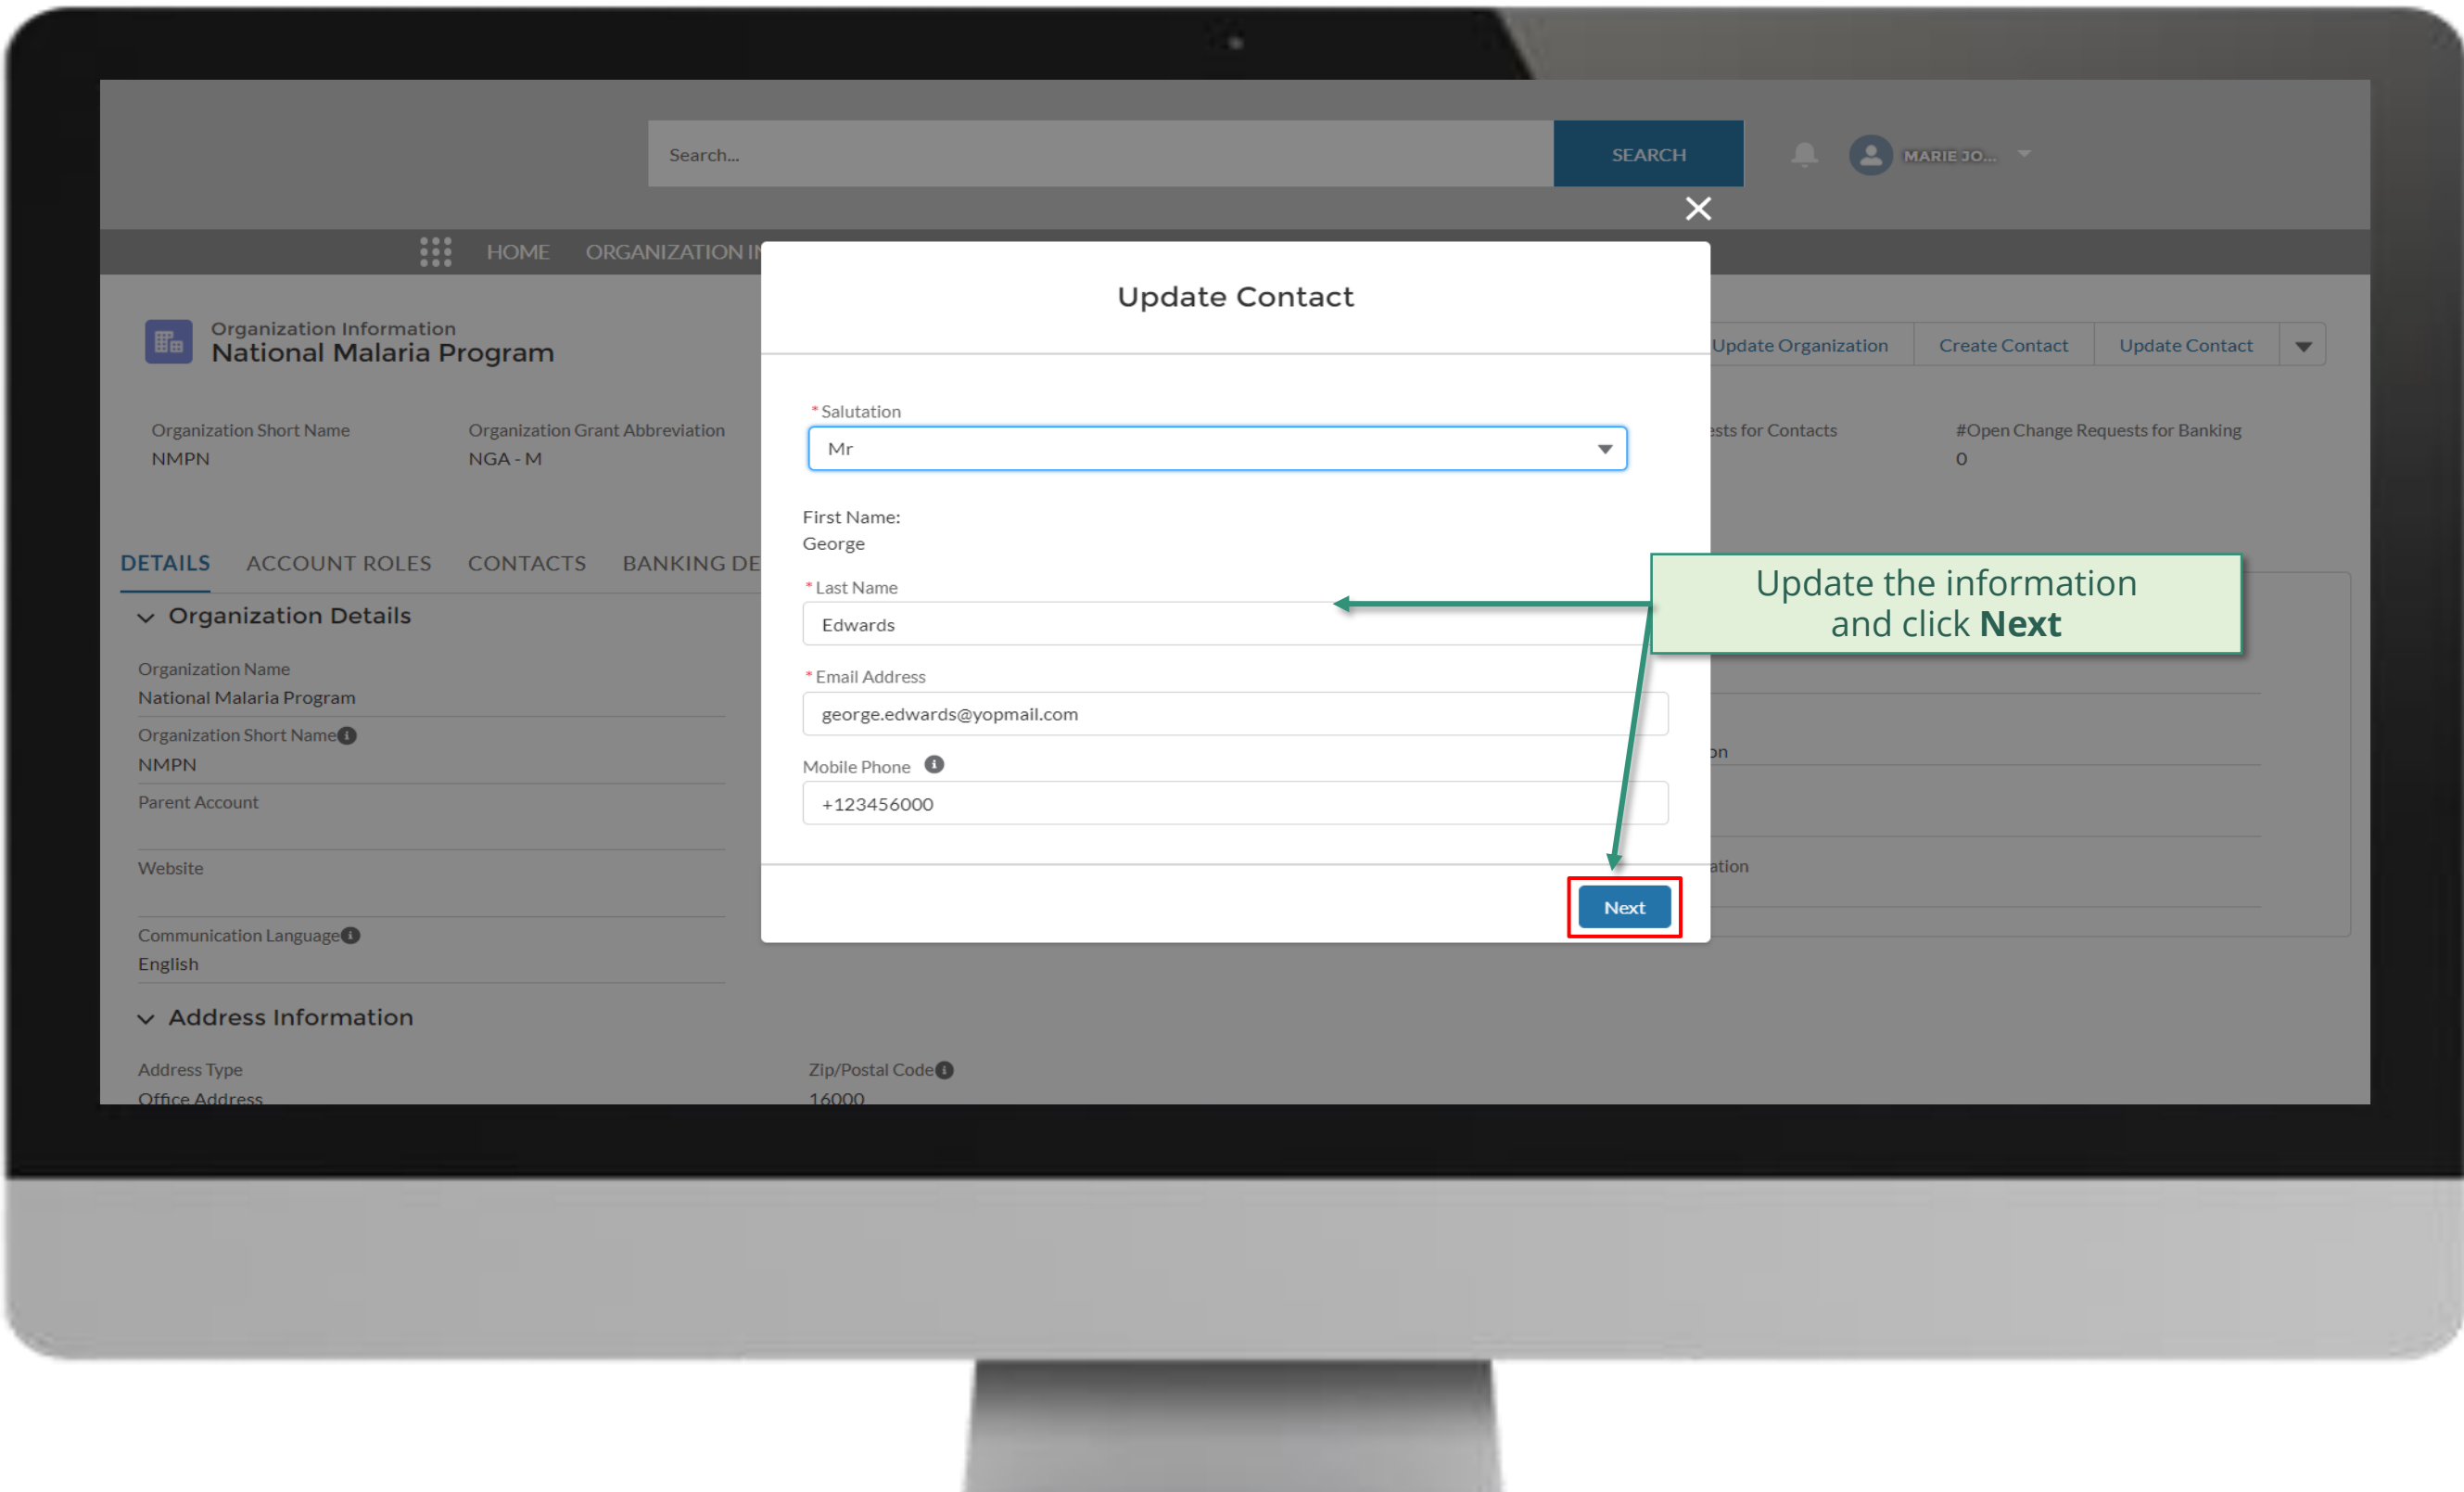 Search...
SEARCH
MARIE JO...
HOME ORGANIZATION
Update Contact
Organization Information
National Malaria Program
Update Organization Create Contact Update Contact
Organization Short Name Organization Grant Abbreviation
NMPN NGA - M
for Contacts #Open Change Requests for Banking
0
* Salutation
Mr
First Name:
George
DETAILS ACCOUNT ROLES CONTACTS BANKING
* Last Name
Edwards
Update the information
and click Next
Organization Details
Organization Name
National Malaria Program
* Email Address
george.edwards@yopmail.com
Organization Short Name
NMPN
Mobile Phone
+123456000
Parent Account
Website
Next
Communication Language
English
Address Information
Address Type Zip/Postal Code
Office Address 16000